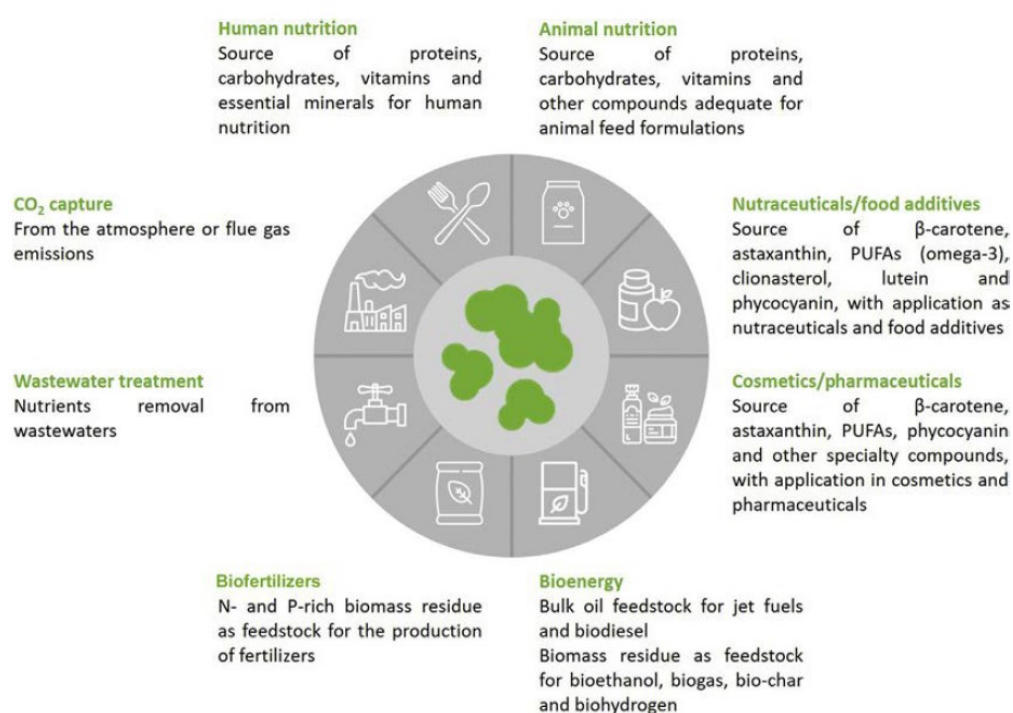 Human nutrition
Source of proteins,
carbohydrates, vitamins and
essential minerals for human
nutrition
Animal nutrition
Source of proteins,
carbohydrates, vitamins and
other compounds adequate for
animal feed formulations
CO₂ capture
From the atmosphere or flue gas
emissions
Nutraceuticals/food additives
Source of β-carotene,
astaxanthin, PUFAs (omega-3),
clionasterol, lutein and
phycocyanin, with application as
nutraceuticals and food additives
Wastewater treatment
Nutrients removal from
wastewaters
Cosmetics/pharmaceuticals
Source of β-carotene,
astaxanthin, PUFAs, phycocyanin
and other specialty compounds,
with application in cosmetics and
pharmaceuticals
Biofertilizers
N- and P-rich biomass residue
as feedstock for the production
of fertilizers
Bioenergy
Bulk oil feedstock for jet fuels
and biodiesel
Biomass residue as feedstock
for bioethanol, biogas, bio-char
and biohydrogen